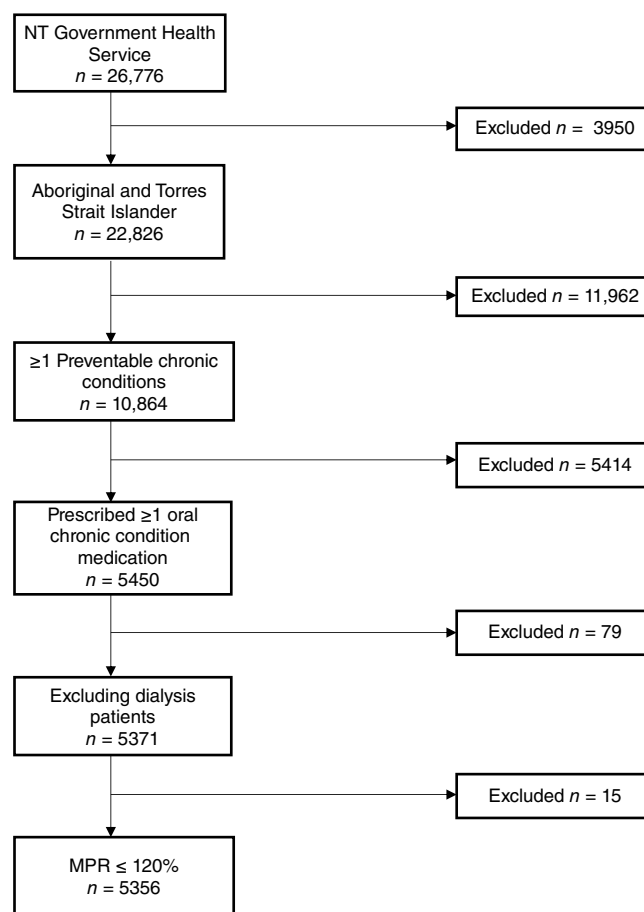 NT Government Health
Service
n = 26,776
Excluded n = 3950
Aboriginal and Torres
Strait Islander
n = 22,826
Excluded n = 11,962
≥1 Preventable chronic
conditions
n = 10,864
Excluded n = 5414
Prescribed ≥1 oral
chronic condition
medication
n = 5450
Excluded n = 79
Excluding dialysis
patients
n = 5371
Excluded n = 15
MPR ≤ 120%
n = 5356